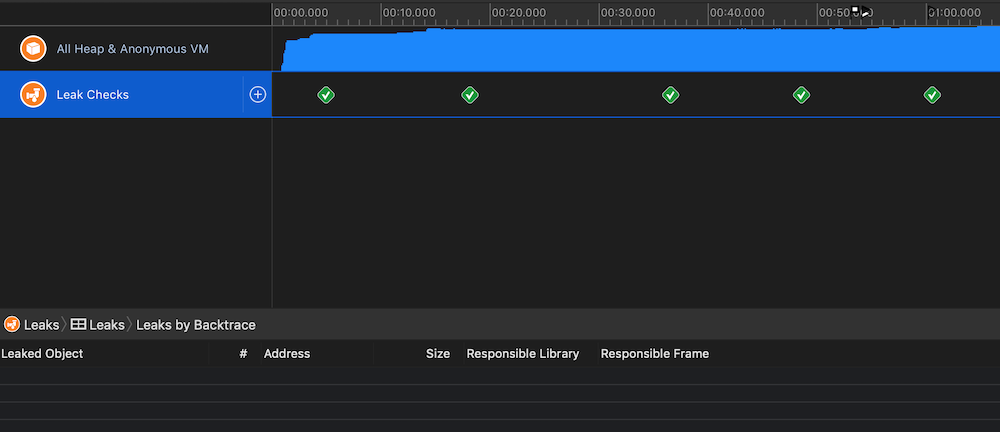 00:00.000 00:10.000 00:20.000 00:30.000 00:40.000 00:50.000 01:00.000
All Heap & Anonymous VM
Leak Checks
Leaks Leaks Leaks by Backtrace
Leaked Object # Address Size Responsible Library Responsible Frame